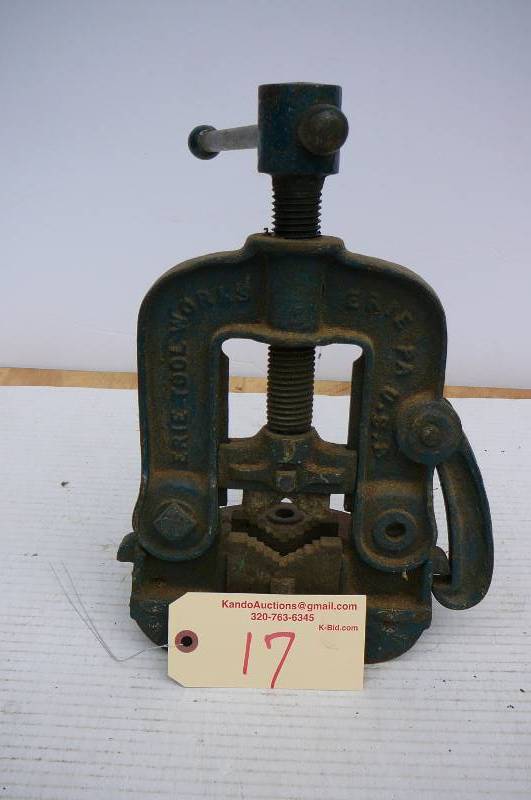 ERIE TOOL WORKS
ERIE PA U.S.A
KandoAuctions@gmail.com
320-763-6345
K-Bid.com
17